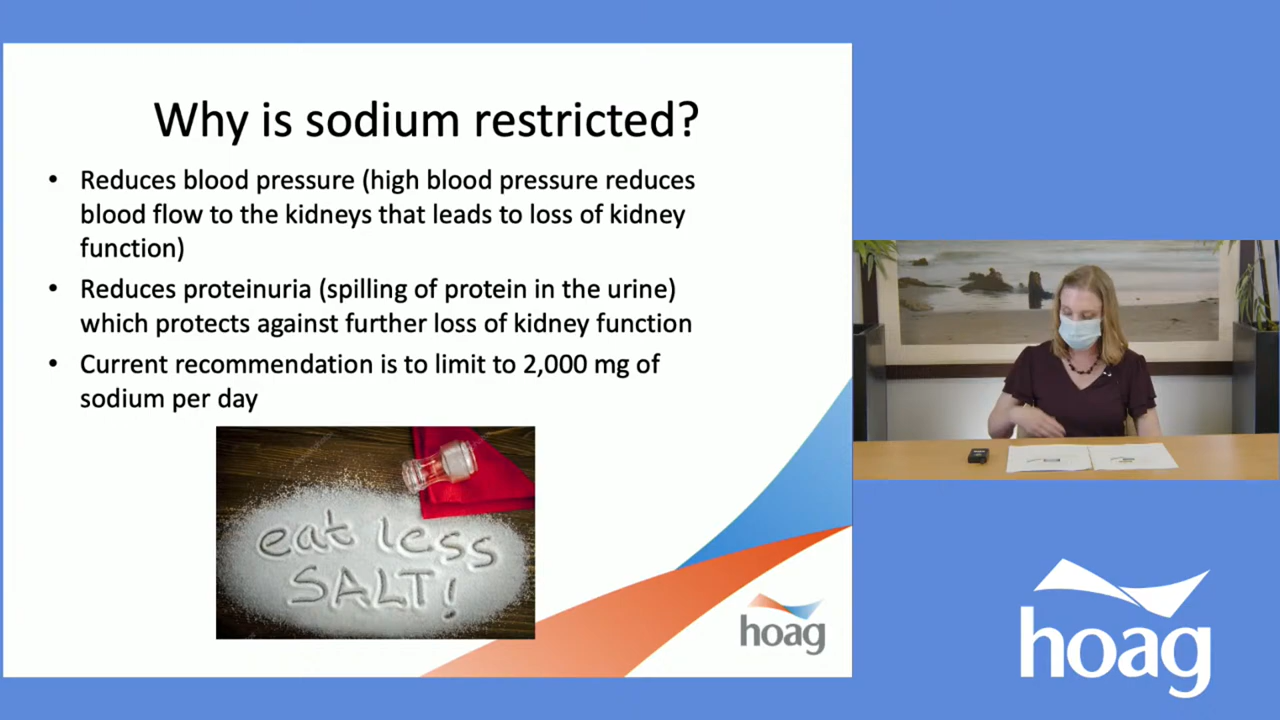 Why is sodium restricted?
• Reduces blood pressure (high blood pressure reduces
blood flow to the kidneys that leads to loss of kidney
function)
• Reduces proteinuria (spilling of protein in the urine)
which protects against further loss of kidney function
• Current recommendation is to limit to 2,000 mg of
sodium per day
eat less
SALT!
hoag
hoag